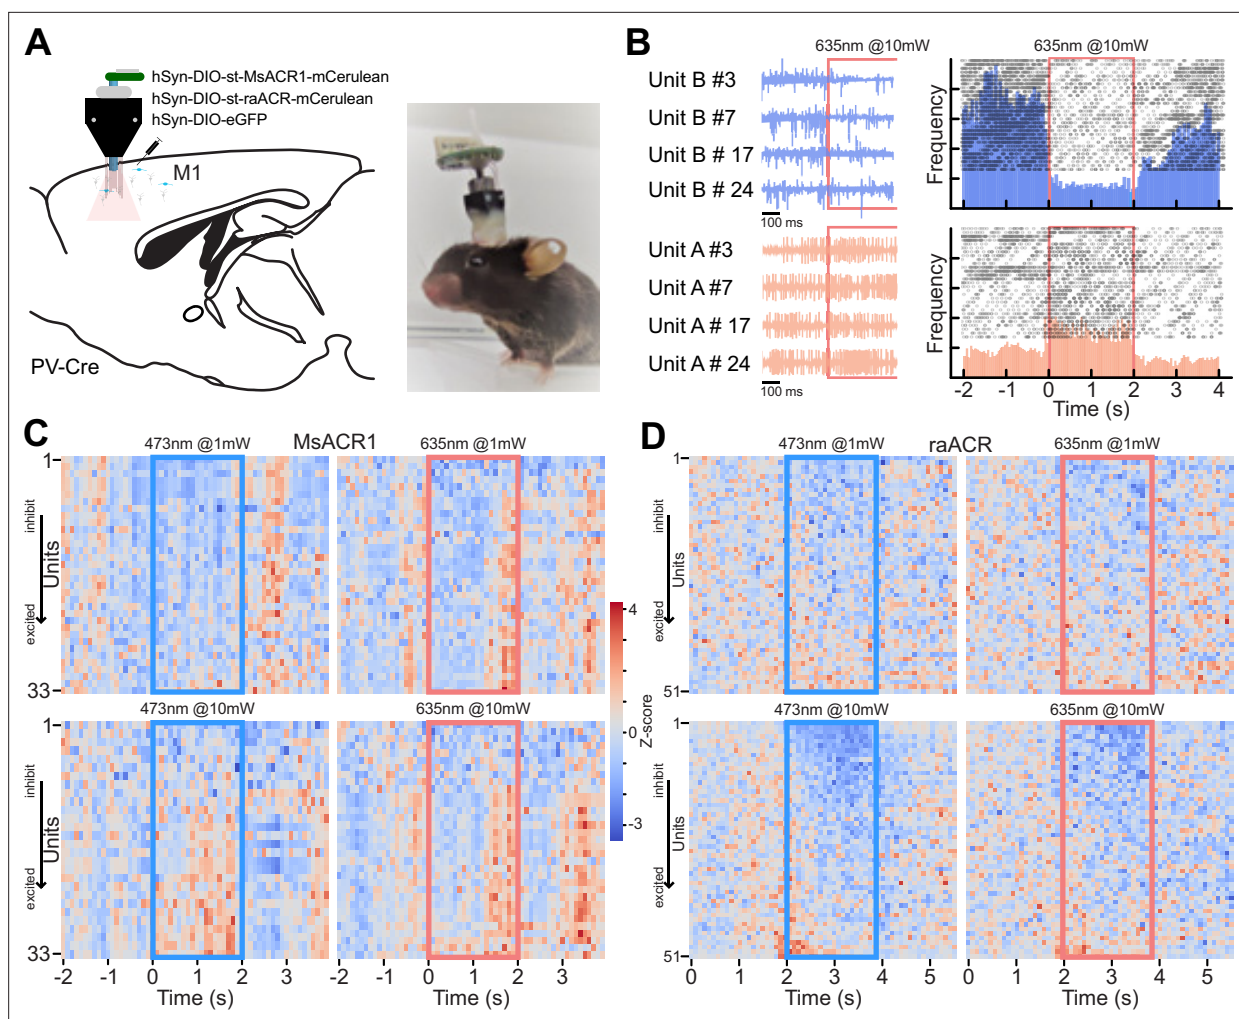 A
hSyn-DIO-st-MsACR1-mCerulean
hSyn-DIO-st-raACR-mCerulean
hSyn-DIO-eGFP
M1
PV-Cre
B
635nm @10mW
635nm @10mW
Unit B #3
Unit B #7
Unit B # 17
Unit B # 24
100 ms
Frequency
Unit A #3
Unit A #7
Unit A # 17
Unit A # 24
100 ms
Frequency
-2 -1 0 1 2 3 4
Time (s)
C
MsACR1
473nm @1mW
635nm @1mW
1
inhibit
Units
excited
33
473nm @10mW
635nm @10mW
1
inhibit
Units
excited
33
-2 -1 0 1 2 3
Time (s)
-2 -1 0 1 2 3
Time (s)
4
0
-3
Z-score
D
raACR
473nm @1mW
635nm @1mW
1
inhibit
Units
excited
51
473nm @10mW
635nm @10mW
1
inhibit
Units
excited
51
0 1 2 3 4 5
Time (s)
0 1 2 3 4 5
Time (s)